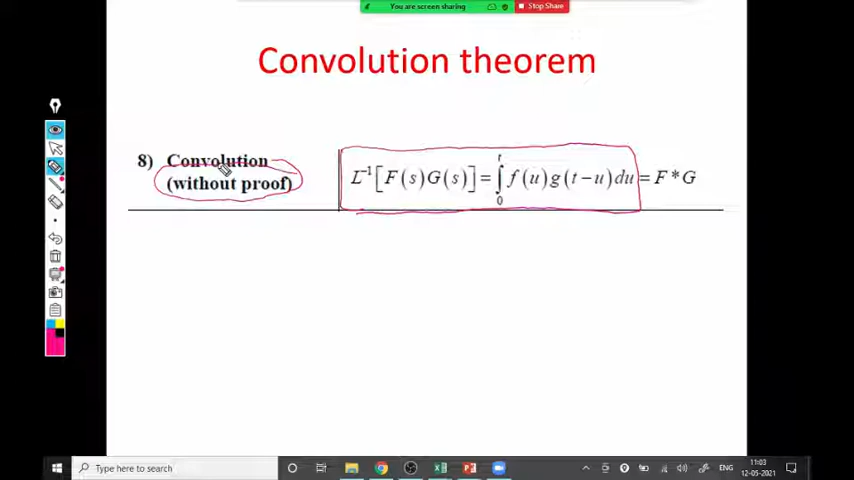 You are screen sharing
Stop Share
Convolution theorem
8) Convolution
(without proof)
L⁻¹[F(s)G(s)] = ∫₀ᵗ f(u)g(t−u)du = F * G
Type here to search
ENG
11:03
12-05-2021